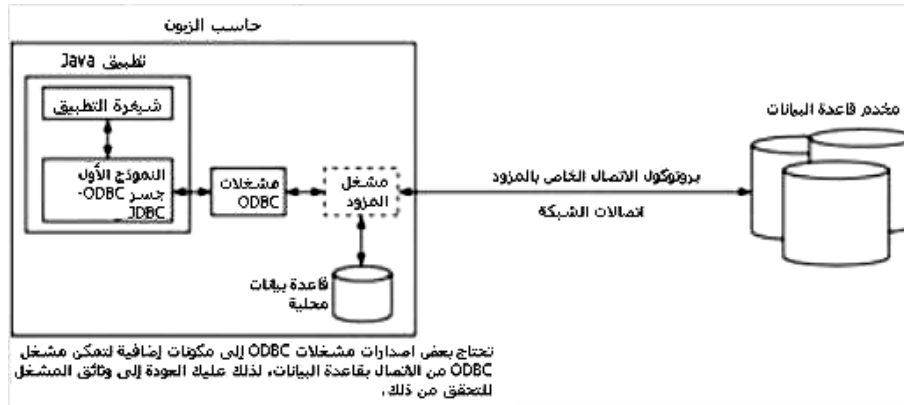 حاسب الزبون
تطبيق Java
شيفرة التطبيق
النموذج الأول
جسر ODBC-
JDBC
مشغلات
ODBC
مشغل
المزود
قاعدة بيانات
محلية
بروتوكول الاتصال الخاص بالمزود
اتصالات الشبكة
مخدم قاعدة البيانات
تحتاج بعض اصدارات مشغلات ODBC إلى مكونات إضافية لتمكن مشغل
ODBC من الاتصال بقاعدة البيانات، لذلك عليك العودة إلى وثائق المشغل
للتحقق من ذلك.